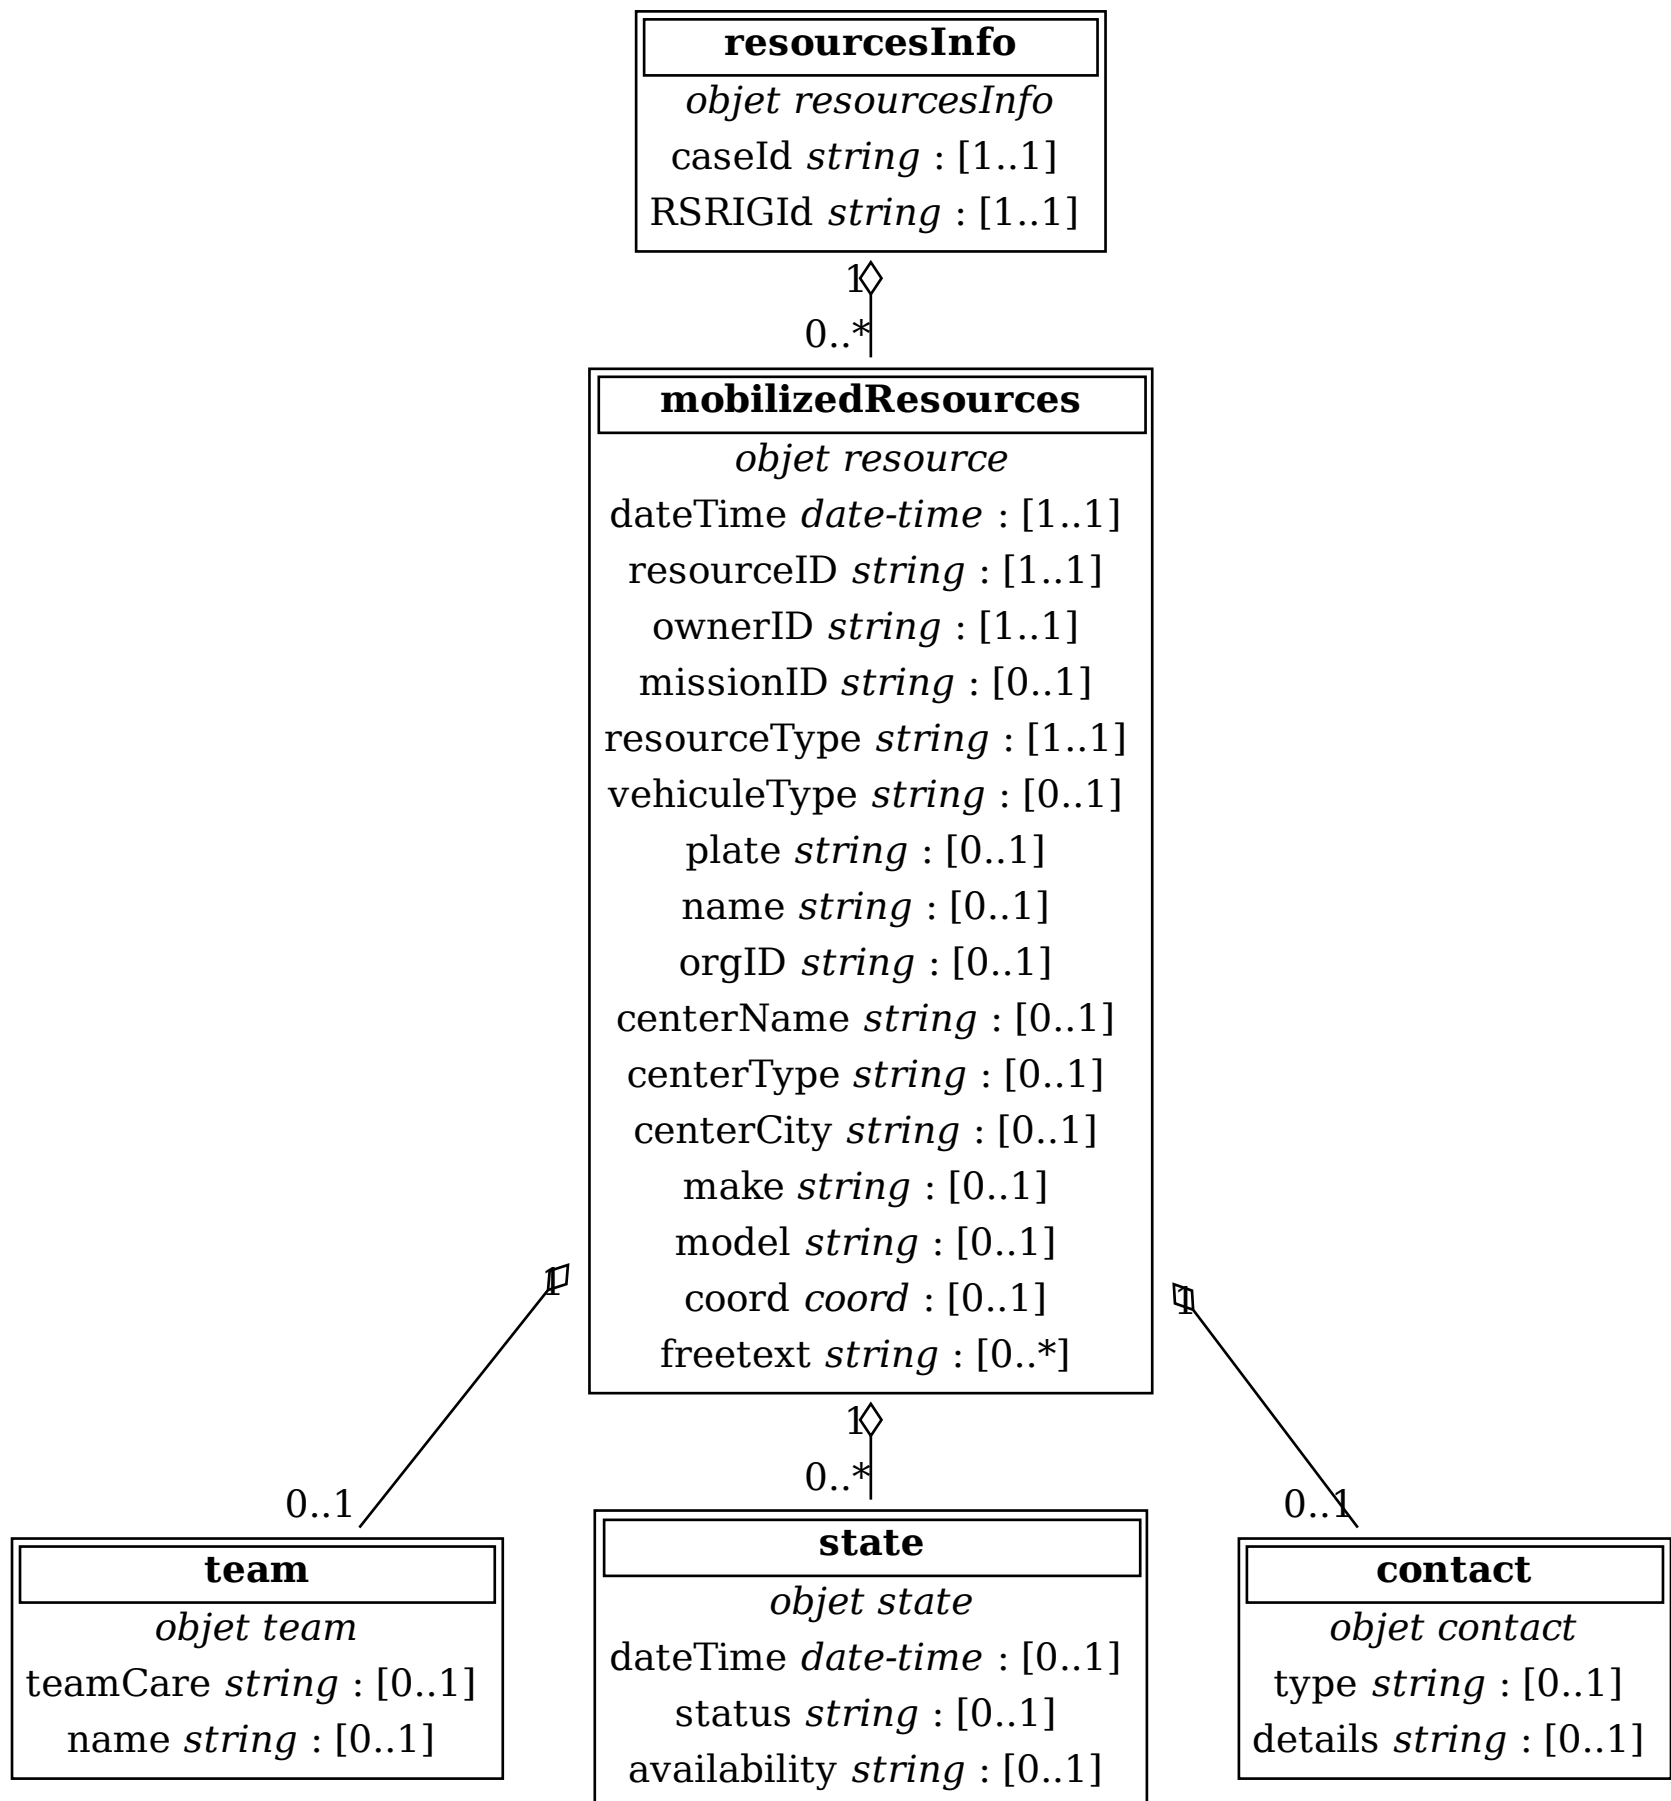 resourcesInfo
objet resourcesInfo
caseId string : [1..1]
RSRIGId string : [1..1]
1
0..*
mobilizedResources
objet resource
dateTime date-time : [1..1]
resourceID string : [1..1]
ownerID string : [1..1]
missionID string : [0..1]
resourceType string : [1..1]
vehiculeType string : [0..1]
plate string : [0..1]
name string : [0..1]
orgID string : [0..1]
centerName string : [0..1]
centerType string : [0..1]
centerCity string : [0..1]
make string : [0..1]
model string : [0..1]
coord coord : [0..1]
freetext string : [0..*]
1
1
1
0..1
0..*
0..1
team
objet team
teamCare string : [0..1]
name string : [0..1]
state
objet state
dateTime date-time : [0..1]
status string : [0..1]
availability string : [0..1]
contact
objet contact
type string : [0..1]
details string : [0..1]